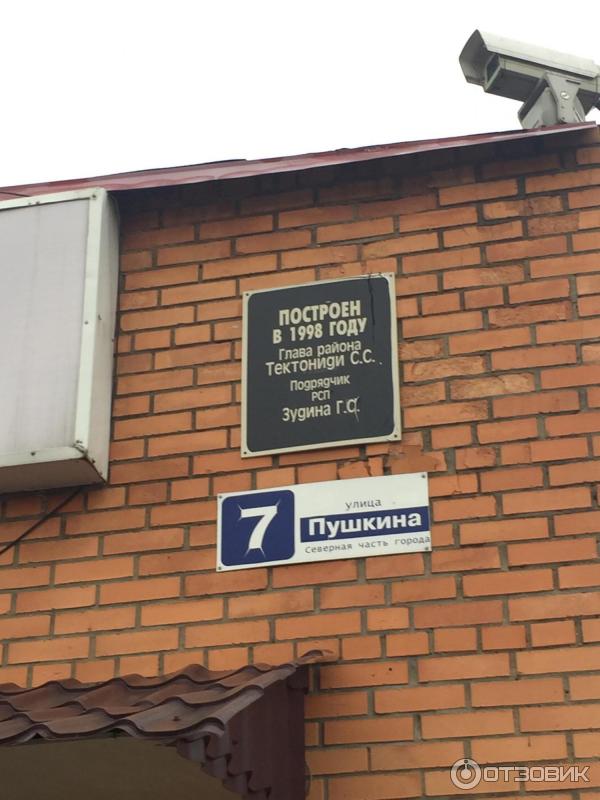 ПОСТРОЕН
В 1998 ГОДУ
Глава района
Тектониди С.С.
Подрядчик
РСП
Зудина Г.С.
7
улица
Пушкина
Северная часть города
ОТЗОВИК